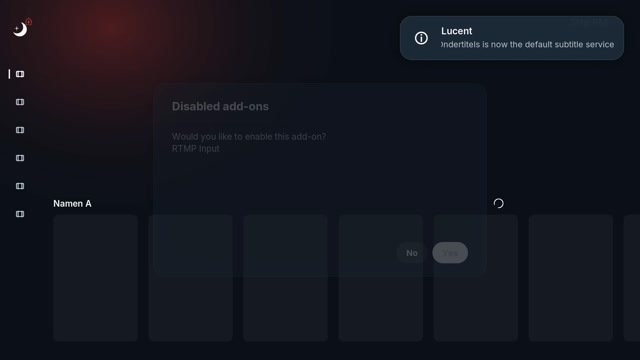 Lucent
Ondertitels is now the default subtitle service
Disabled add-ons
Would you like to enable this add-on?
RTMP Input
Namen A
No
Yes